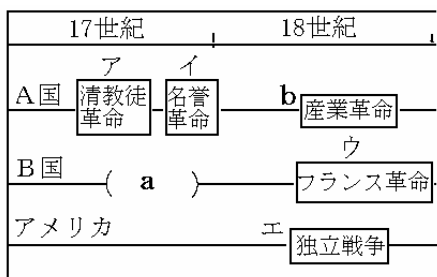 17世紀 18世紀
ア イ
A国 清教徒革命 名誉革命 b 産業革命
ウ
B国 ( a ) フランス革命
アメリカ エ 独立戦争